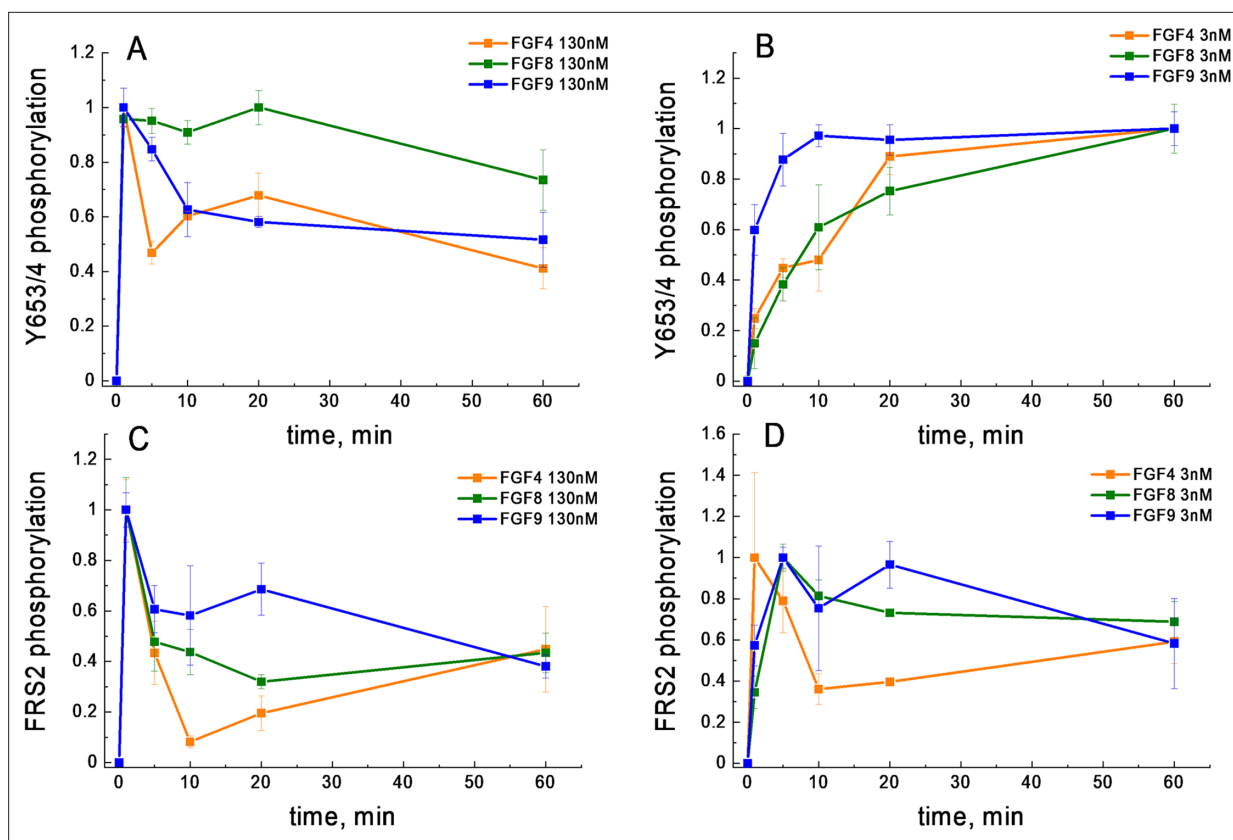 A
FGF4 130nM
FGF8 130nM
FGF9 130nM
Y653/4 phosphorylation
1.2
1
0.8
0.6
0.4
0.2
0
0 10 20 30 40 50 60
time, min
B
FGF4 3nM
FGF8 3nM
FGF9 3nM
Y653/4 phosphorylation
1.2
1
0.8
0.6
0.4
0.2
0
0 10 20 30 40 50 60
time, min
C
FGF4 130nM
FGF8 130nM
FGF9 130nM
FRS2 phosphorylation
1.2
1
0.8
0.6
0.4
0.2
0
0 10 20 30 40 50 60
time, min
D
FGF4 3nM
FGF8 3nM
FGF9 3nM
FRS2 phosphorylation
1.6
1.4
1.2
1
0.8
0.6
0.4
0.2
0
0 10 20 30 40 50 60
time, min